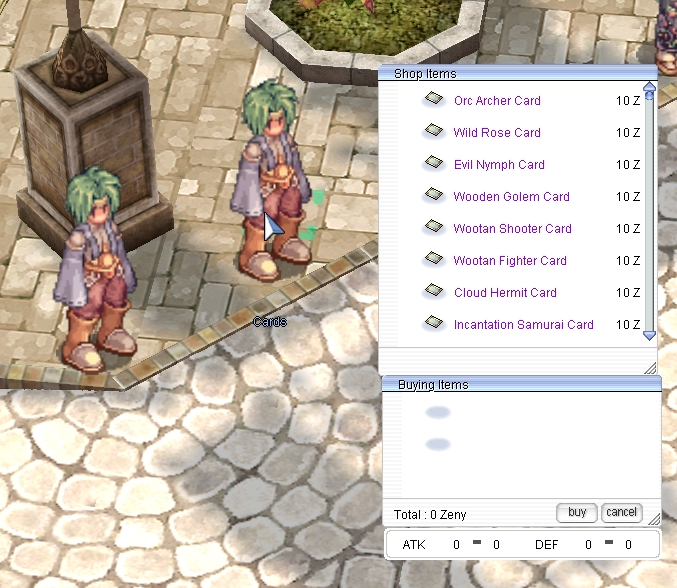 Shop Items
Orc Archer Card 10 Z
Wild Rose Card 10 Z
Evil Nymph Card 10 Z
Wooden Golem Card 10 Z
Wootan Shooter Card 10 Z
Wootan Fighter Card 10 Z
Cloud Hermit Card 10 Z
Incantation Samurai Card 10 Z
Cards
Buying Items
Total : 0 Zeny
buy cancel
ATK 0 - 0 DEF 0 - 0